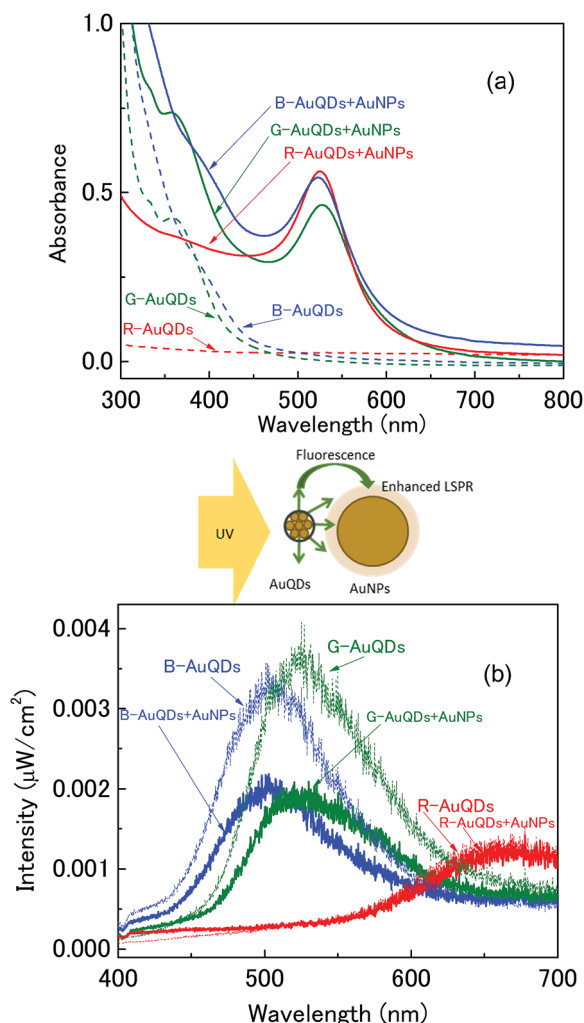 (a)
Absorbance
1.0
0.5
0.0
B-AuQDs+AuNPs
G-AuQDs+AuNPs
R-AuQDs+AuNPs
G-AuQDs
B-AuQDs
R-AuQDs
300 400 500 600 700 800
Wavelength (nm)
Fluorescence
Enhanced LSPR
UV
AuQDs
AuNPs
(b)
Intensity (μW/cm²)
0.004
0.003
0.002
0.001
0.000
G-AuQDs
B-AuQDs
B-AuQDs+AuNPs
G-AuQDs+AuNPs
R-AuQDs
R-AuQDs+AuNPs
400 500 600 700
Wavelength (nm)